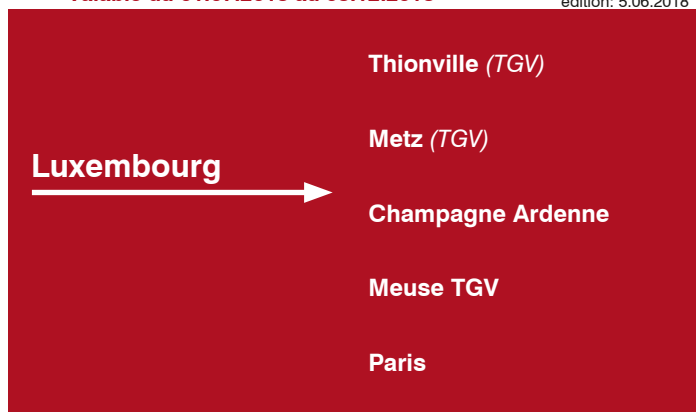 edition: 5.06.2018
Thionville (TGV)
Metz (TGV)
Luxembourg
Champagne Ardenne
Meuse TGV
Paris